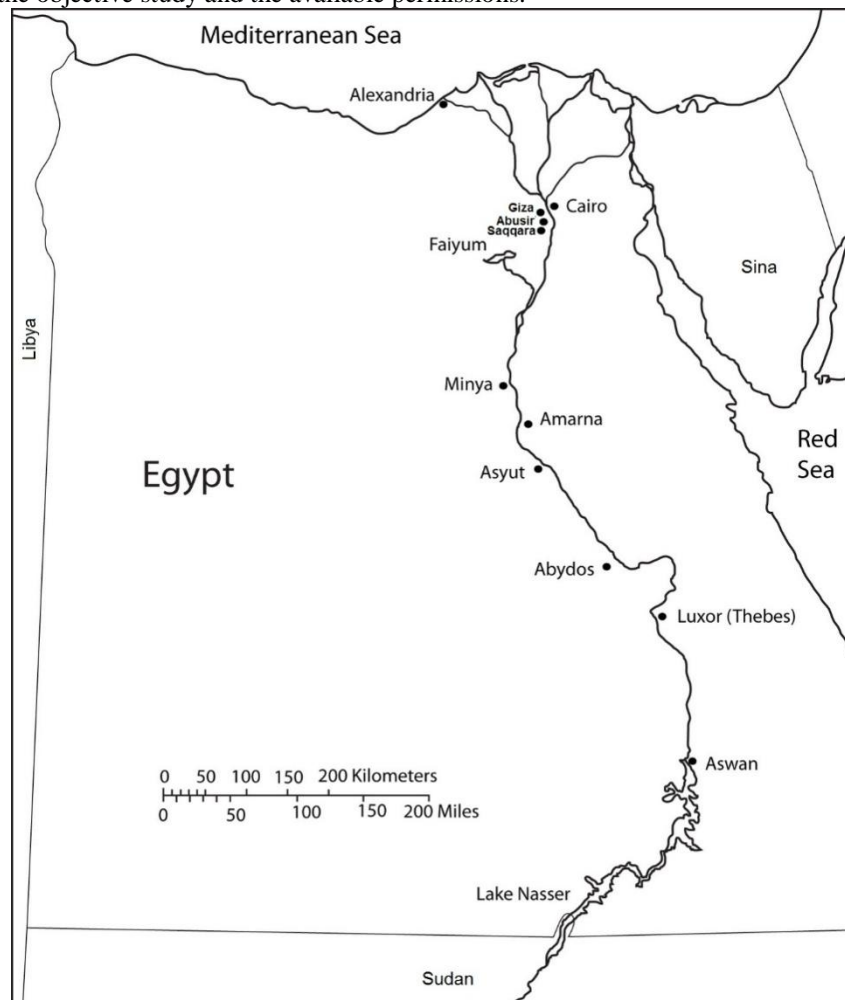 the objective study and the available permissions.
Mediterranean Sea
Alexandria
Giza
Cairo
Abusir
Saqqara
Faiyum
Sina
Libya
Minya
Amarna
Red
Sea
Egypt
Asyut
Abydos
Luxor (Thebes)
Aswan
0 50 100 150 200 Kilometers
0 50 100 150 200 Miles
Lake Nasser
Sudan